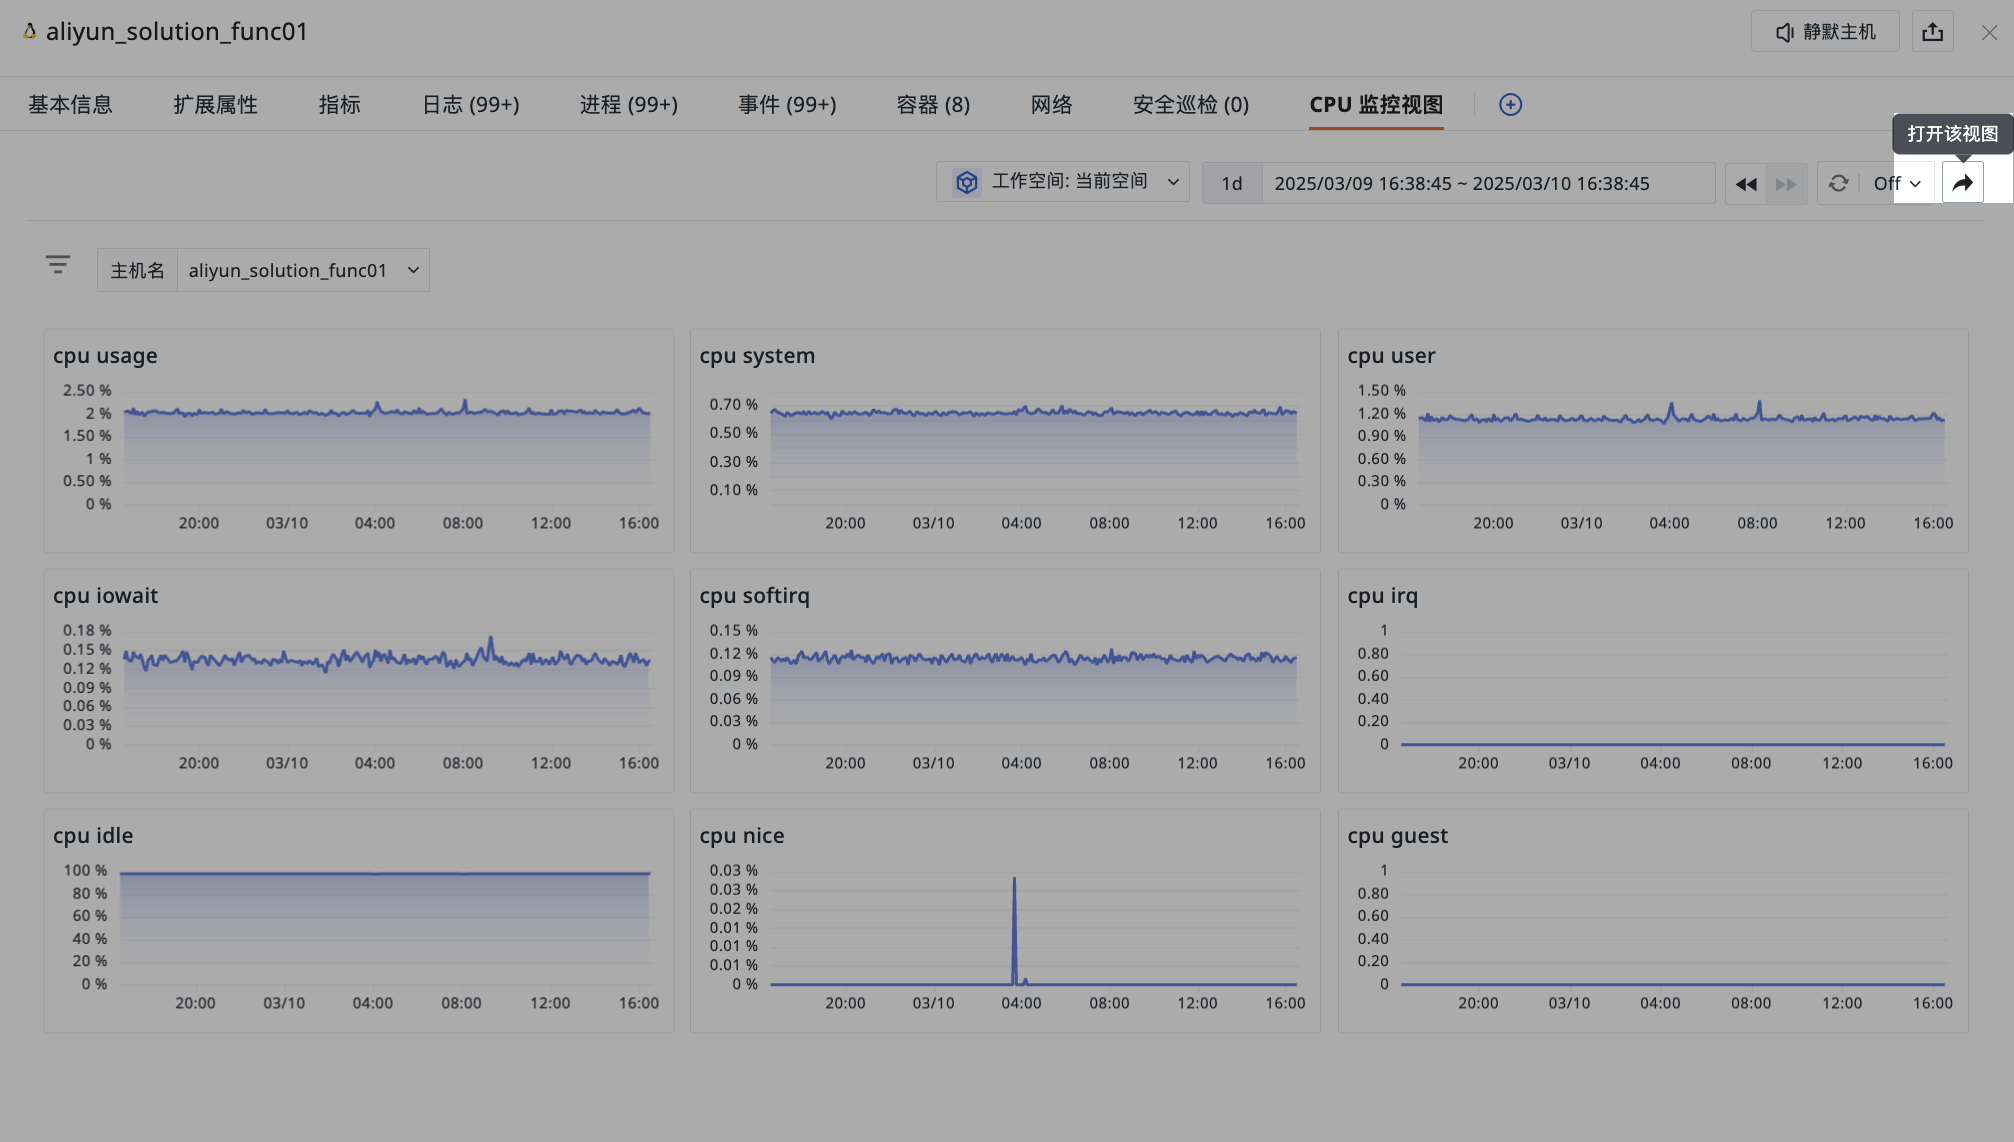 aliyun_solution_func01
静默主机
基本信息 扩展属性 指标 日志 (99+) 进程 (99+) 事件 (99+) 容器 (8) 网络 安全巡检 (0) CPU 监控视图
打开该视图
工作空间: 当前空间 1d 2025/03/09 16:38:45 ~ 2025/03/10 16:38:45 Off
主机名 aliyun_solution_func01
cpu usage
2.50 %
2 %
1.50 %
1 %
0.50 %
0 %
20:00 03/10 04:00 08:00 12:00 16:00
cpu system
0.70 %
0.50 %
0.30 %
0.10 %
20:00 03/10 04:00 08:00 12:00 16:00
cpu user
1.50 %
1.20 %
0.90 %
0.60 %
0.30 %
0 %
20:00 03/10 04:00 08:00 12:00 16:00
cpu iowait
0.18 %
0.15 %
0.12 %
0.09 %
0.06 %
0.03 %
0 %
20:00 03/10 04:00 08:00 12:00 16:00
cpu softirq
0.15 %
0.12 %
0.09 %
0.06 %
0.03 %
0 %
20:00 03/10 04:00 08:00 12:00 16:00
cpu irq
1
0.80
0.60
0.40
0.20
0
20:00 03/10 04:00 08:00 12:00 16:00
cpu idle
100 %
80 %
60 %
40 %
20 %
0 %
20:00 03/10 04:00 08:00 12:00 16:00
cpu nice
0.03 %
0.03 %
0.02 %
0.01 %
0.01 %
0.01 %
0 %
20:00 03/10 04:00 08:00 12:00 16:00
cpu guest
1
0.80
0.60
0.40
0.20
0
20:00 03/10 04:00 08:00 12:00 16:00